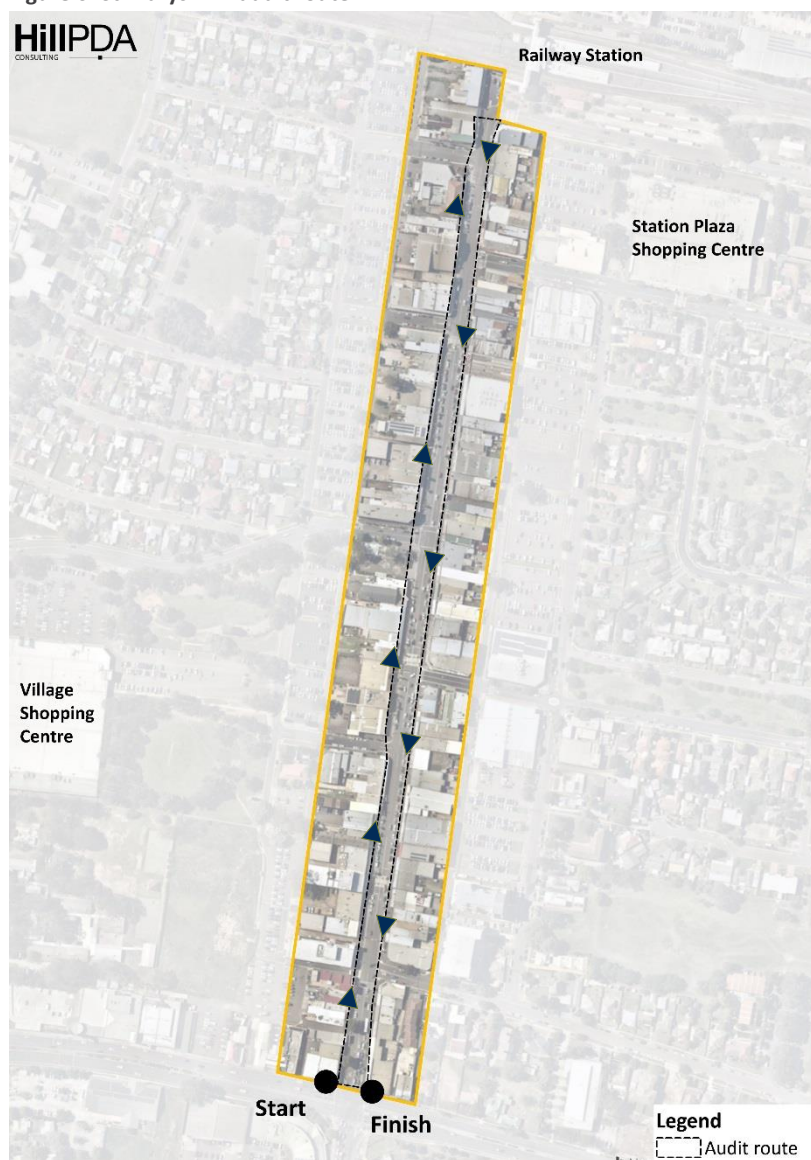 HillPDA
CONSULTING
Railway Station
Station Plaza
Shopping Centre
Village
Shopping
Centre
Start
Finish
Legend
Audit route